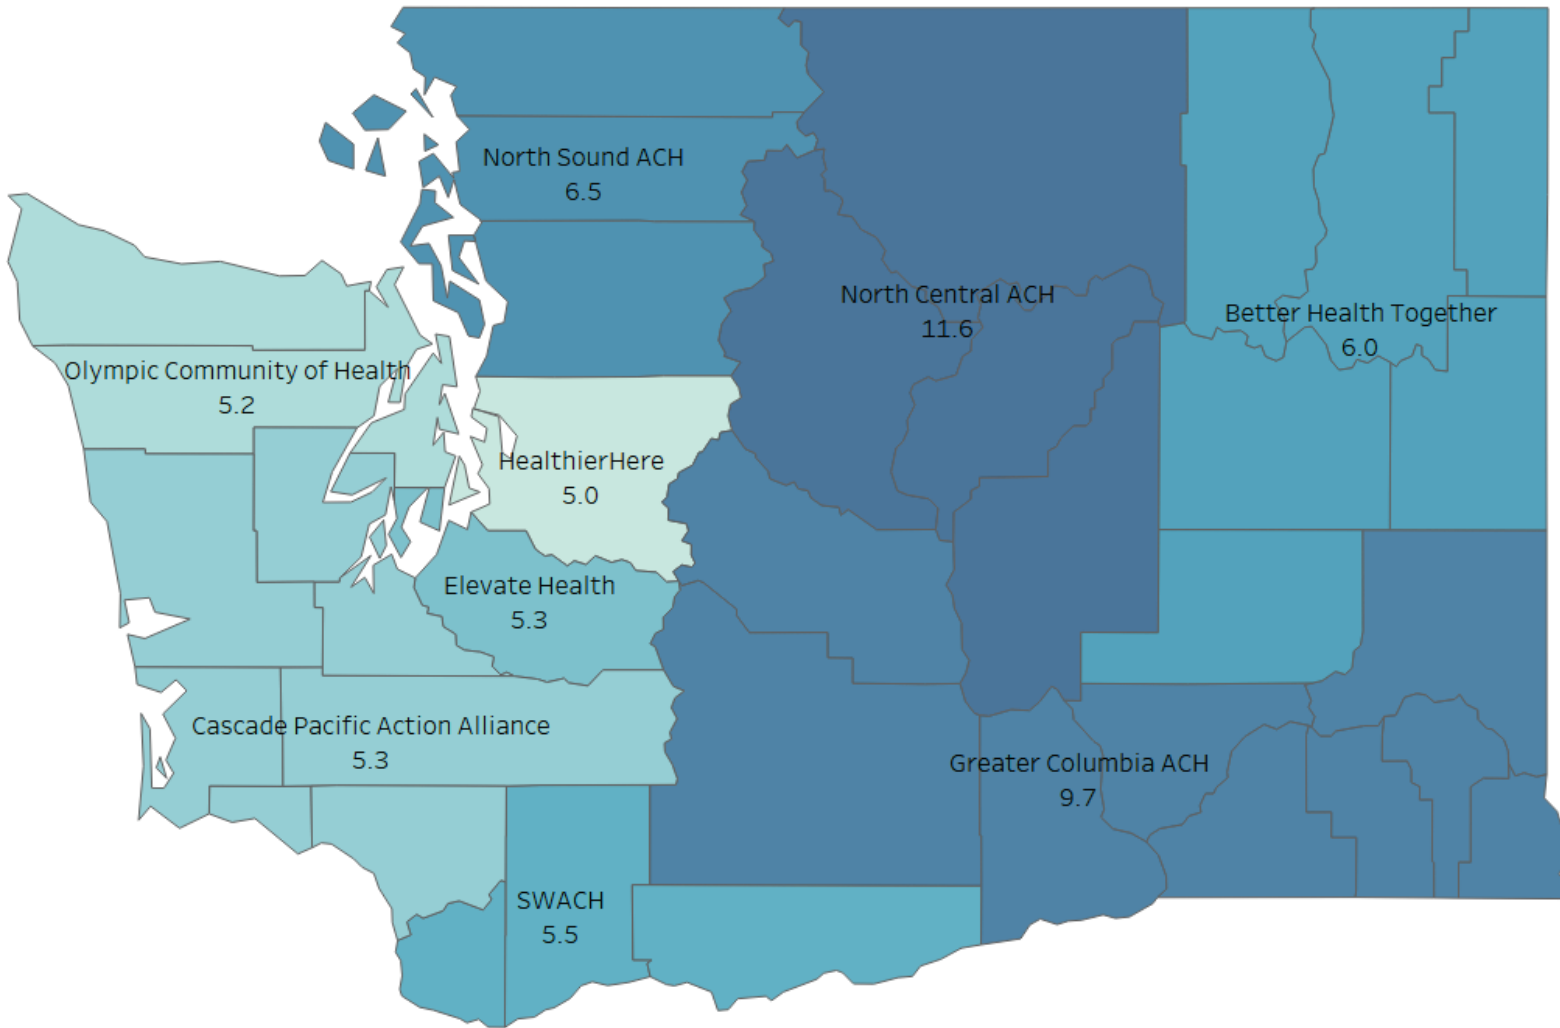 North Sound ACH
6.5
North Central ACH
11.6
Better Health Together
6.0
Olympic Community of Health
5.2
HealthierHere
5.0
Elevate Health
5.3
Cascade Pacific Action Alliance
5.3
Greater Columbia ACH
9.7
SWACH
5.5